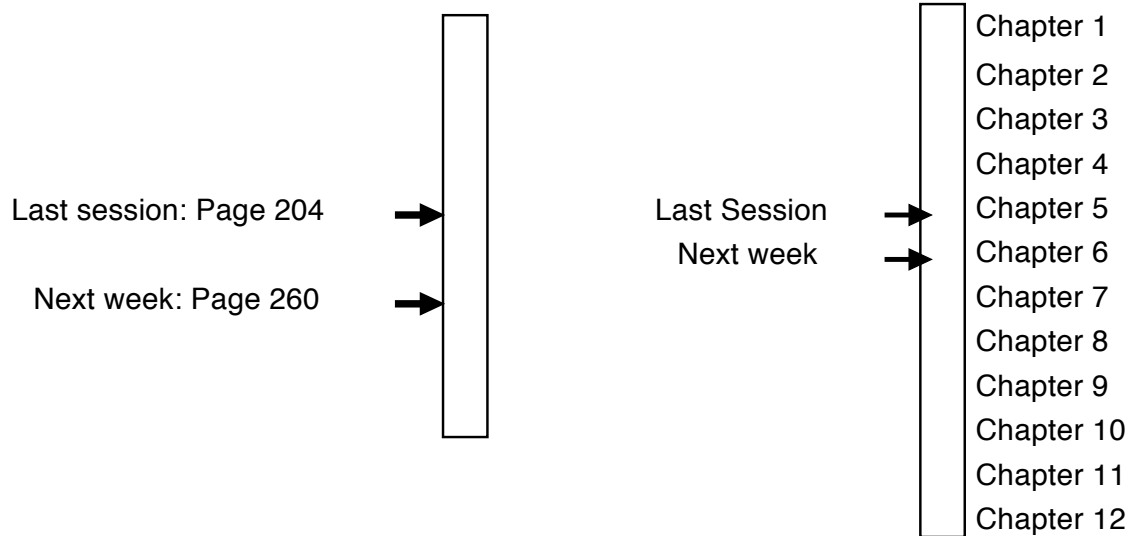 Last session: Page 204
Next week: Page 260
Last Session
Next week
Chapter 1
Chapter 2
Chapter 3
Chapter 4
Chapter 5
Chapter 6
Chapter 7
Chapter 8
Chapter 9
Chapter 10
Chapter 11
Chapter 12